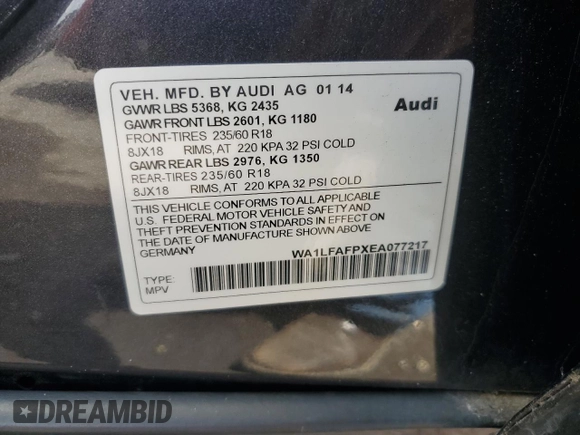 VEH. MFD. BY AUDI AG 01 14
GVWR LBS 5368, KG 2435
Audi
GAWR FRONT LBS 2601, KG 1180
FRONT-TIRES 235/60 R18
8JX18 RIMS, AT 220 KPA 32 PSI COLD
GAWR REAR LBS 2976, KG 1350
REAR-TIRES 235/60 R18
8JX18 RIMS, AT 220 KPA 32 PSI COLD
THIS VEHICLE CONFORMS TO ALL APPLICABLE
U.S. FEDERAL MOTOR VEHICLE SAFETY AND
THEFT PREVENTION STANDARDS IN EFFECT ON
THE DATE OF MANUFACTURE SHOWN ABOVE
GERMANY
WA1LFAFPXEA077217
TYPE:
MPV
DREAMBID